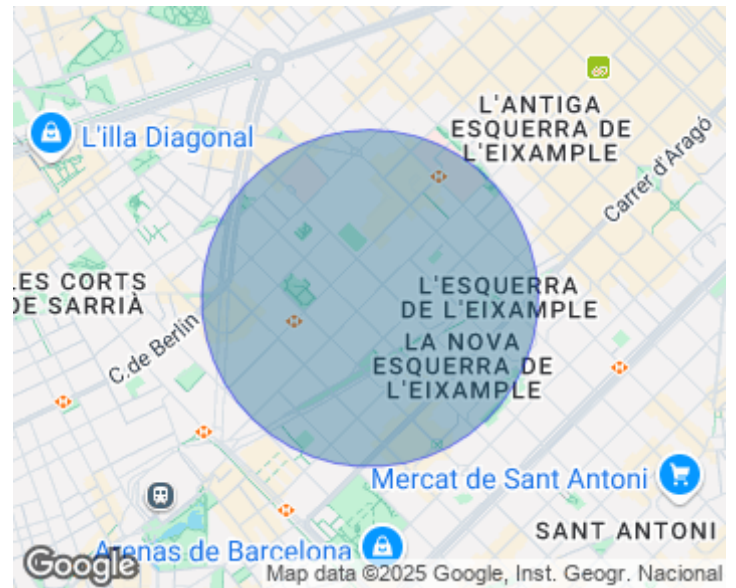 L'ANTIGA
ESQUERRA DE
L'EIXAMPLE
L'illa Diagonal
Carrer d'Aragó
LES CORTS
DE SARRIÀ
L'ESQUERRA
DE L'EIXAMPLE
LA NOVA
ESQUERRA DE
L'EIXAMPLE
C. de Berlín
Mercat de Sant Antoni
SANT ANTONI
Arenas de Barcelona
Google
Map data ©2025 Google, Inst. Geogr. Nacional